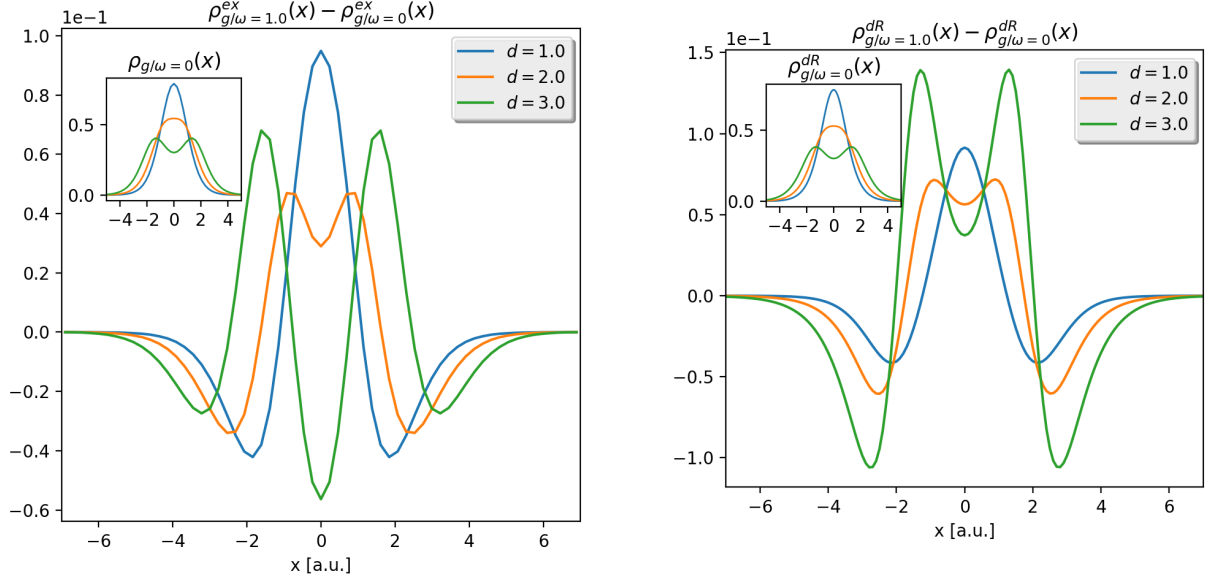 ρ^{ex}_{g/ω=1.0}(x) − ρ^{ex}_{g/ω=0}(x)
1e−1
1.0
0.8
0.6
0.4
0.2
0.0
−0.2
−0.4
−0.6
d = 1.0
d = 2.0
d = 3.0
ρ_{g/ω=0}(x)
0.5
0.0
−4 −2 0 2 4
−6 −4 −2 0 2 4 6
x [a.u.]
ρ^{dR}_{g/ω=1.0}(x) − ρ^{dR}_{g/ω=0}(x)
1e−1
1.5
1.0
0.5
0.0
−0.5
−1.0
d = 1.0
d = 2.0
d = 3.0
ρ^{dR}_{g/ω=0}(x)
0.5
0.0
−4 −2 0 2 4
−6 −4 −2 0 2 4 6
x [a.u.]